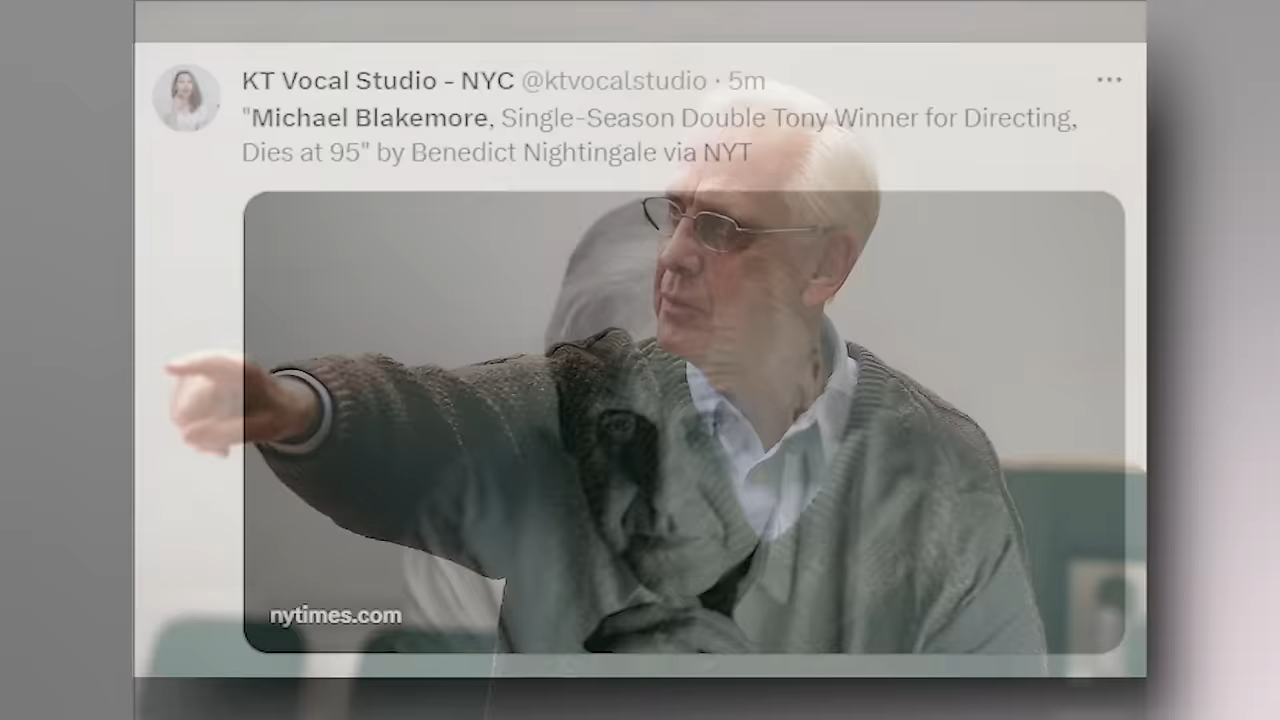 KT Vocal Studio - NYC @ktvocalstudio · 5m
"Michael Blakemore, Single-Season Double Tony Winner for Directing,
Dies at 95" by Benedict Nightingale via NYT
nytimes.com